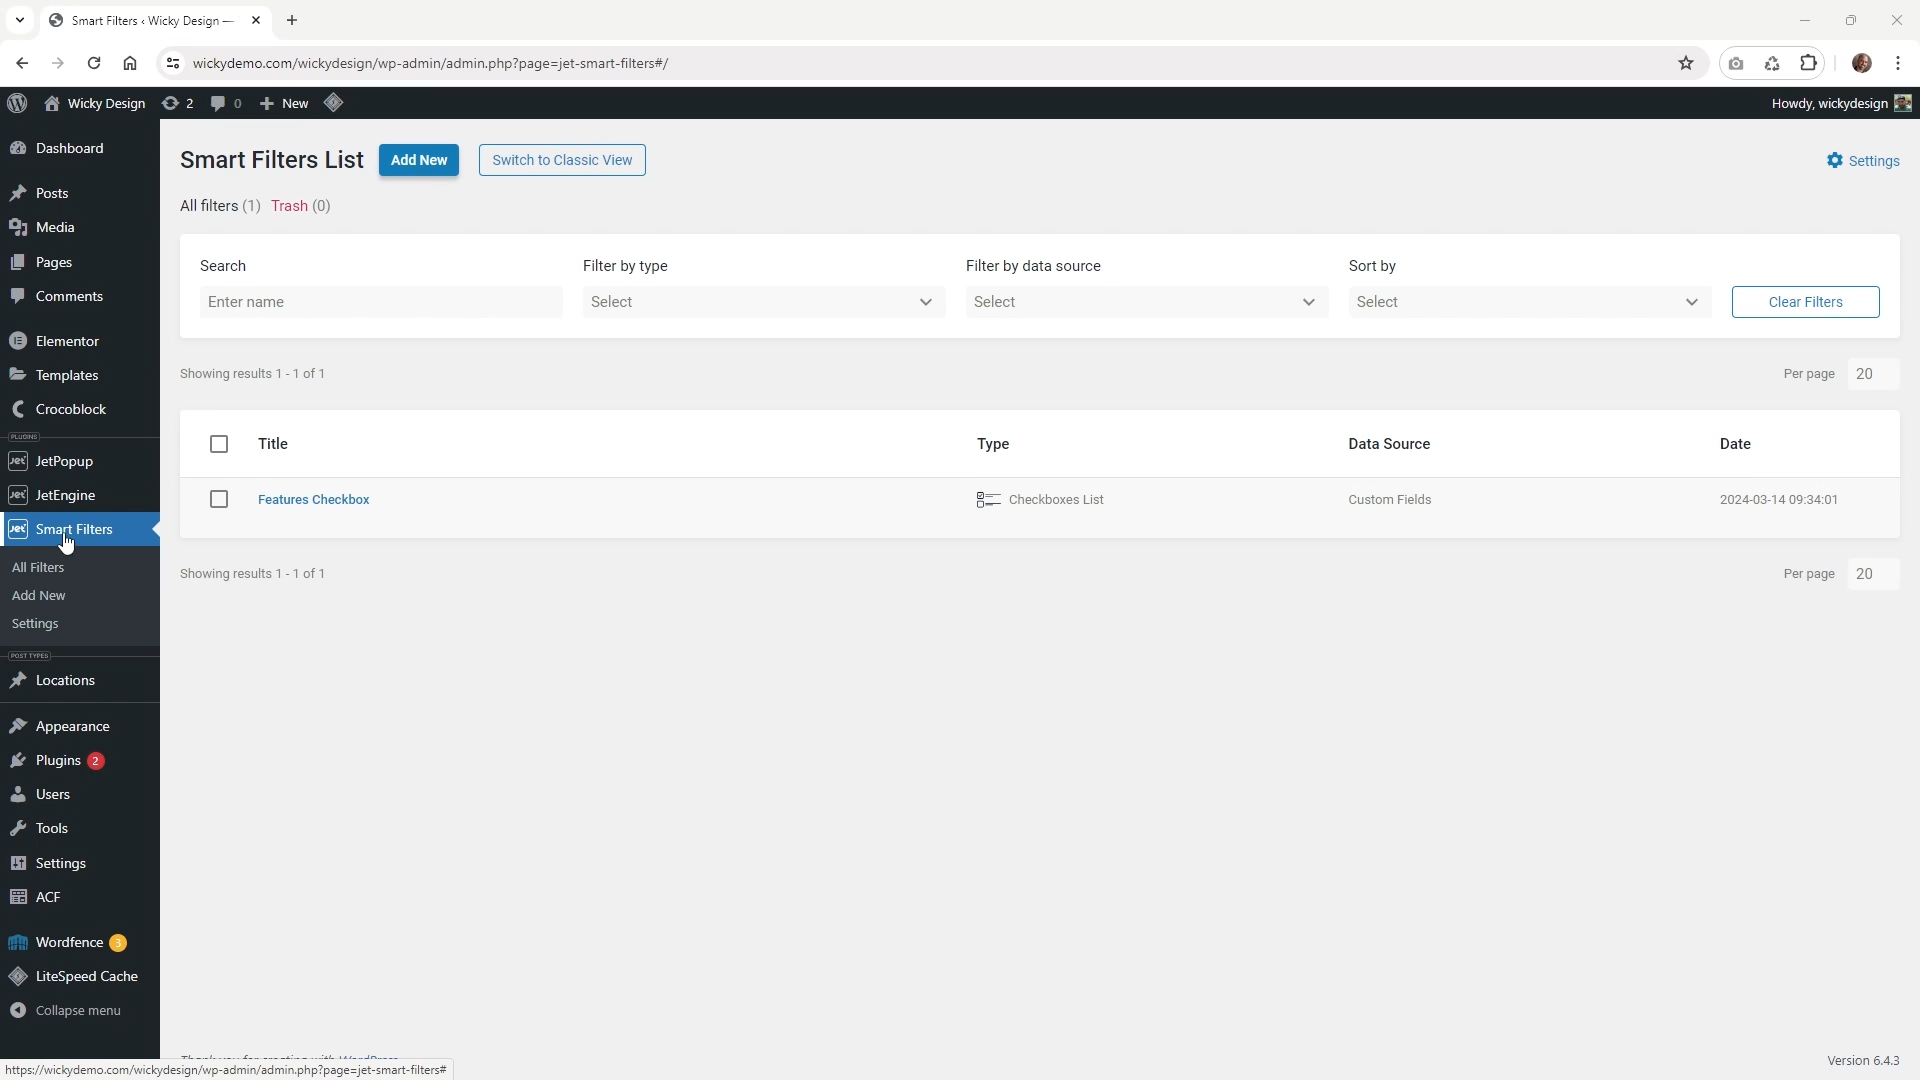 Smart Filters ‹ Wicky Design —
wickydemo.com/wickydesign/wp-admin/admin.php?page=jet-smart-filters#/
Wicky Design 2 0 New
Howdy, wickydesign
Dashboard
Posts
Media
Pages
Comments
Elementor
Templates
Crocoblock
PLUGINS
Jet JetPopup
Jet JetEngine
Jet Smart Filters
All Filters
Add New
Settings
POST TYPES
Locations
Appearance
Plugins 2
Users
Tools
Settings
ACF
Wordfence 3
LiteSpeed Cache
Collapse menu
Smart Filters List Add New Switch to Classic View Settings
All filters (1) Trash (0)
Search Filter by type Filter by data source Sort by
Enter name Select Select Select Clear Filters
Showing results 1 - 1 of 1 Per page 20
Title Type Data Source Date
Features Checkbox Checkboxes List Custom Fields 2024-03-14 09:34:01
Showing results 1 - 1 of 1 Per page 20
Version 6.4.3
https://wickydemo.com/wickydesign/wp-admin/admin.php?page=jet-smart-filters#